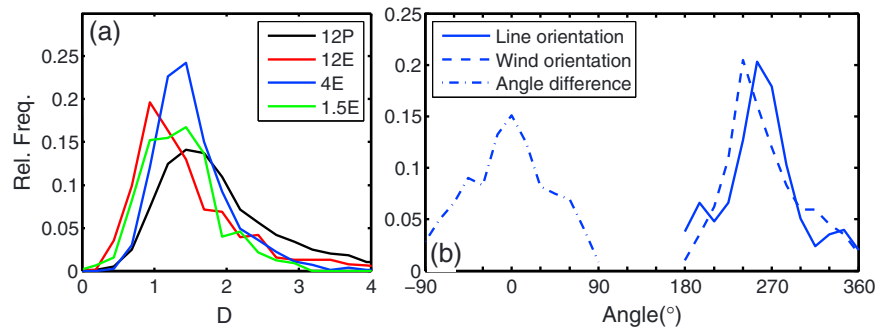 (a)
12P
12E
4E
1.5E
Rel. Freq.
0.25
0.2
0.15
0.1
0.05
0
0 1 2 3 4
D
0.25
0.2
0.15
0.1
0.05
0
Line orientation
Wind orientation
Angle difference
(b)
−90 0 90 180 270 360
Angle(°)